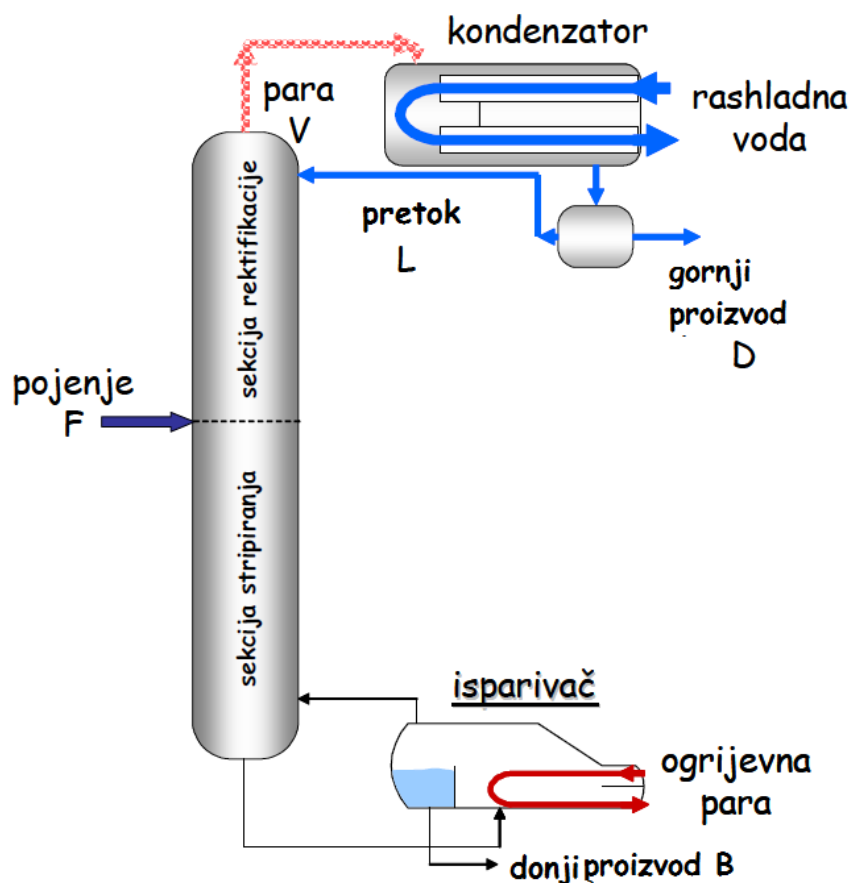 kondenzator
para
V
rashladna
voda
pretok
L
gornji
proizvod
D
sekcija rektifikacije
pojenje
F
sekcija stripiranja
isparivač
ogrijevna
para
donji proizvod B